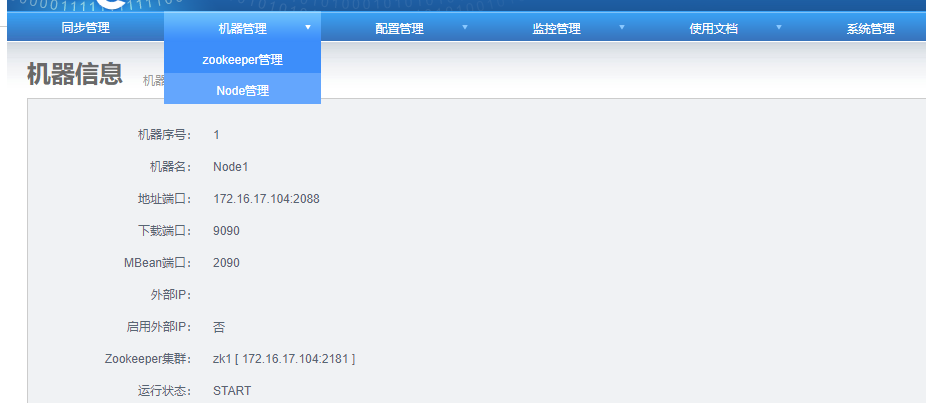 同步管理 机器管理 配置管理 监控管理 使用文档 系统管理
zookeeper管理
机器信息 机器
Node管理
机器序号： 1
机器名： Node1
地址端口： 172.16.17.104:2088
下载端口： 9090
MBean端口： 2090
外部IP：
启用外部IP： 否
Zookeeper集群： zk1 [ 172.16.17.104:2181 ]
运行状态： START